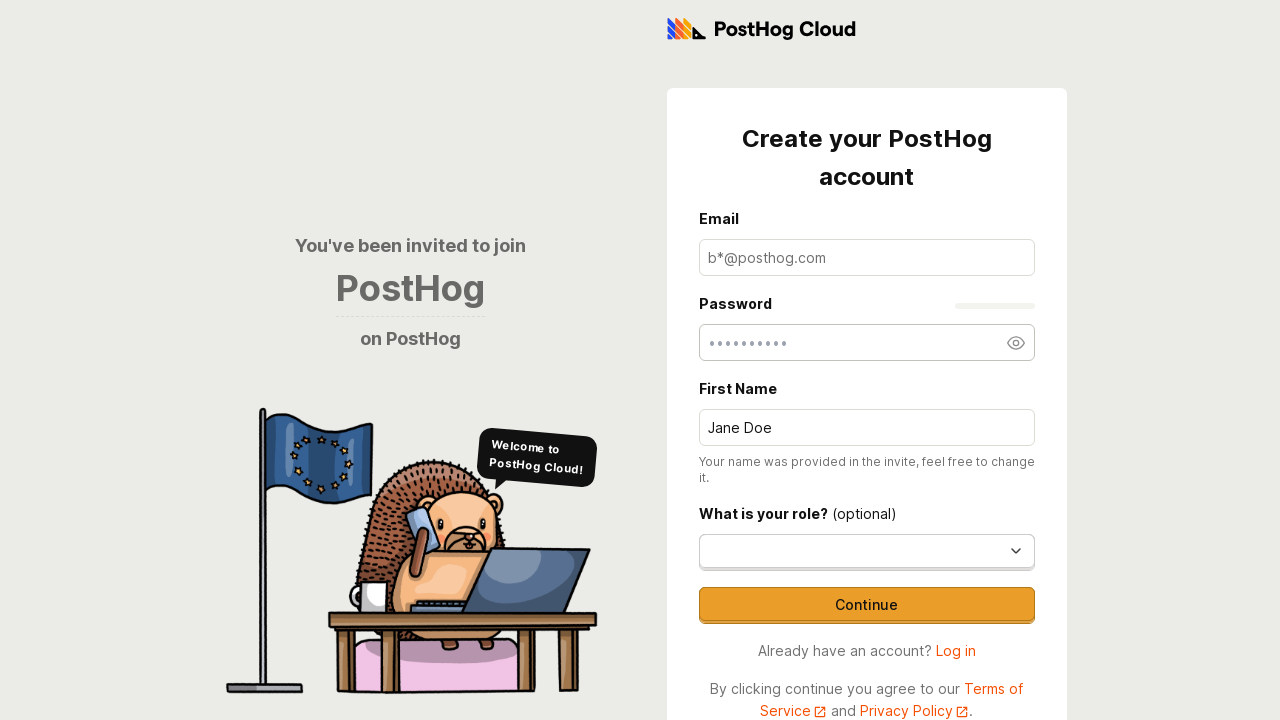 PostHog Cloud
Create your PostHog
account
Email
b*@posthog.com
Password
••••••••••
First Name
Jane Doe
Your name was provided in the invite, feel free to change
it.
What is your role? (optional)
Continue
Already have an account? Log in
By clicking continue you agree to our Terms of
Service and Privacy Policy.
You've been invited to join
PostHog
on PostHog
Welcome to
PostHog Cloud!